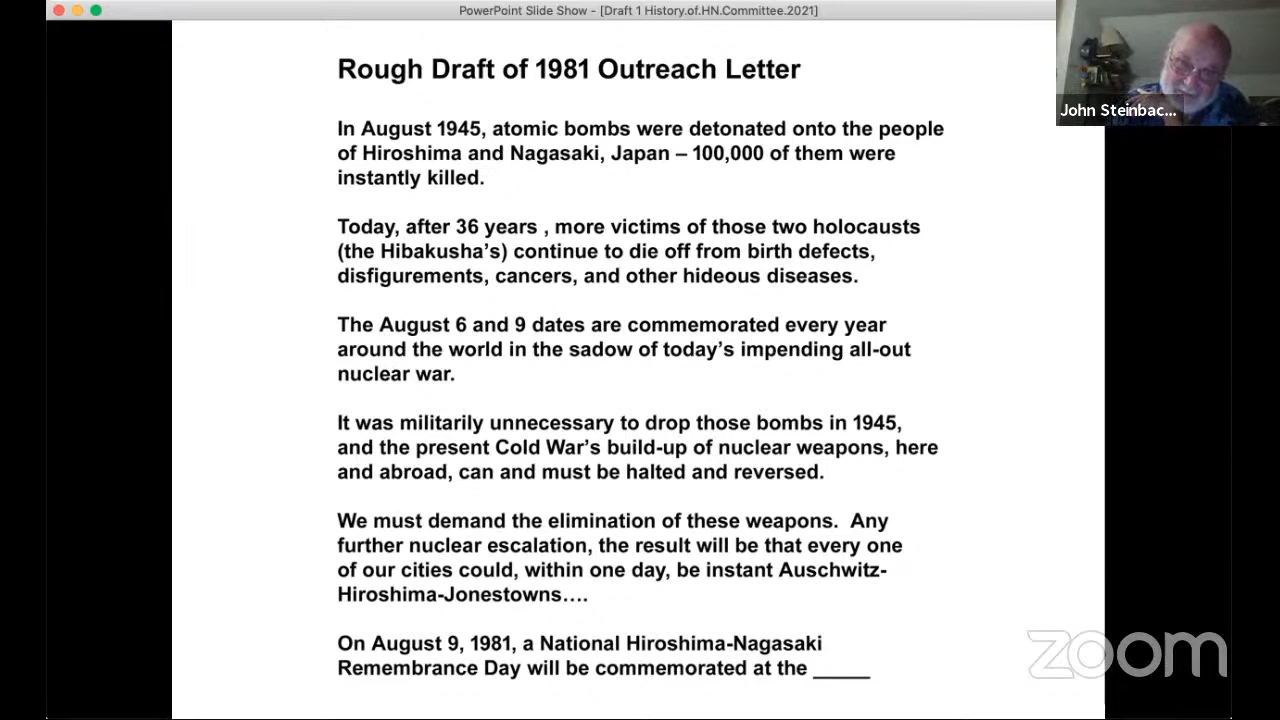 PowerPoint Slide Show - [Draft 1 History.of.HN.Committee.2021]
Rough Draft of 1981 Outreach Letter
In August 1945, atomic bombs were detonated onto the people
of Hiroshima and Nagasaki, Japan – 100,000 of them were
instantly killed.
Today, after 36 years , more victims of those two holocausts
(the Hibakusha’s) continue to die off from birth defects,
disfigurements, cancers, and other hideous diseases.
The August 6 and 9 dates are commemorated every year
around the world in the sadow of today’s impending all-out
nuclear war.
It was militarily unnecessary to drop those bombs in 1945,
and the present Cold War’s build-up of nuclear weapons, here
and abroad, can and must be halted and reversed.
We must demand the elimination of these weapons.  Any
further nuclear escalation, the result will be that every one
of our cities could, within one day, be instant Auschwitz-
Hiroshima-Jonestowns….
On August 9, 1981, a National Hiroshima-Nagasaki
Remembrance Day will be commemorated at the _____
John Steinbac...
zoom